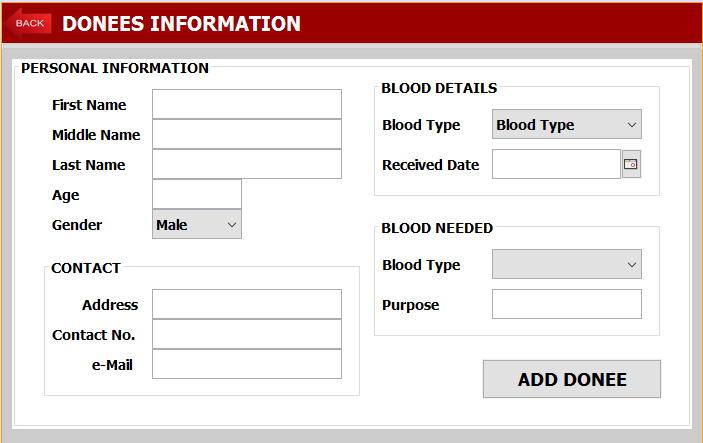 BACK DONEES INFORMATION
PERSONAL INFORMATION
First Name
Middle Name
Last Name
Age
Gender Male
CONTACT
Address
Contact No.
e-Mail
BLOOD DETAILS
Blood Type Blood Type
Received Date
BLOOD NEEDED
Blood Type
Purpose
ADD DONEE